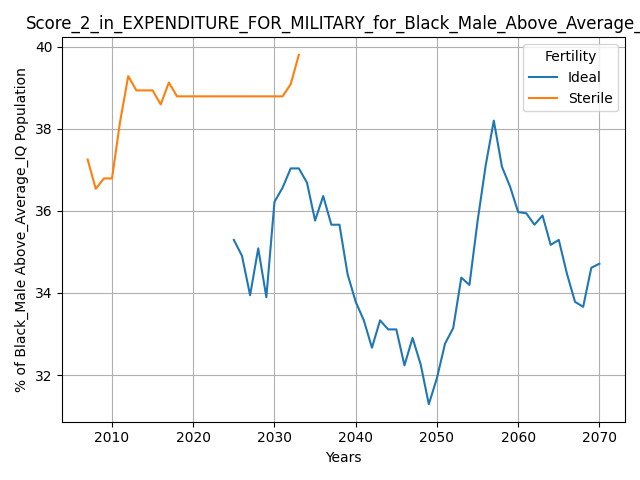 Score_2_in_EXPENDITURE_FOR_MILITARY_for_Black_Male_Above_Average_
% of Black_Male Above_Average_IQ Population
40
38
36
34
32
Fertility
Ideal
Sterile
2010 2020 2030 2040 2050 2060 2070
Years